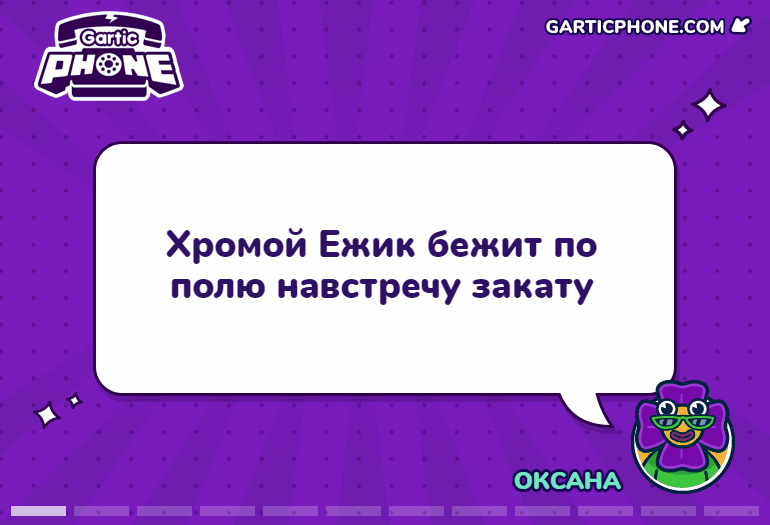 Gartic
PHONE
GARTICPHONE.COM
Хромой Ежик бежит по
полю навстречу закату
ОКСАНА